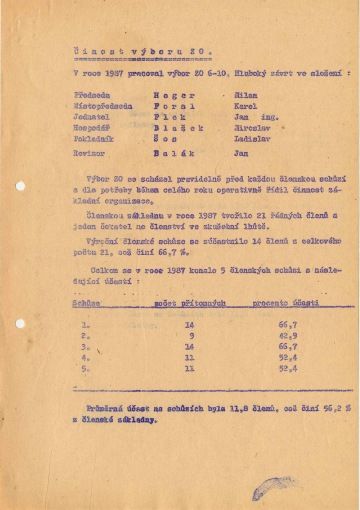 Činost výboru ZO.
V roce 1987 pracoval výbor ZO 6-10. Hluboký závrt ve složení :
Předseda Hager Milan
Místopředseda Foral Karel
Jednatel Flek Jan ing.
Hospodář Blažek Miroslav
Pokladník Šos Ladislav
Revizor Balák Jan
Výbor ZO se scházel pravidelně před každou členskou schůzí
a dle potřeby během celého roku operativně řídil činnost zá-
kladní organizace.
Členskou základnu v roce 1987 tvořilo 21 řádných členů a
jeden čekatel na členství ve zkušební lhůtě.
Výroční členské schůze se zúčastnilo 14 členů z celkového
počtu 21, což činí 66,7 %.
Celkem se v roce 1987 konalo 5 členských schůzí s násle-
dující účastí :
Schůze počet přítomných procento účasti
1. 14 66,7
2. 9 42,9
3. 14 66,7
4. 11 52,4
5. 11 52,4
Průměrná účast na schůzích byla 11,8 členů, což činí 56,2 %
z členské základny.